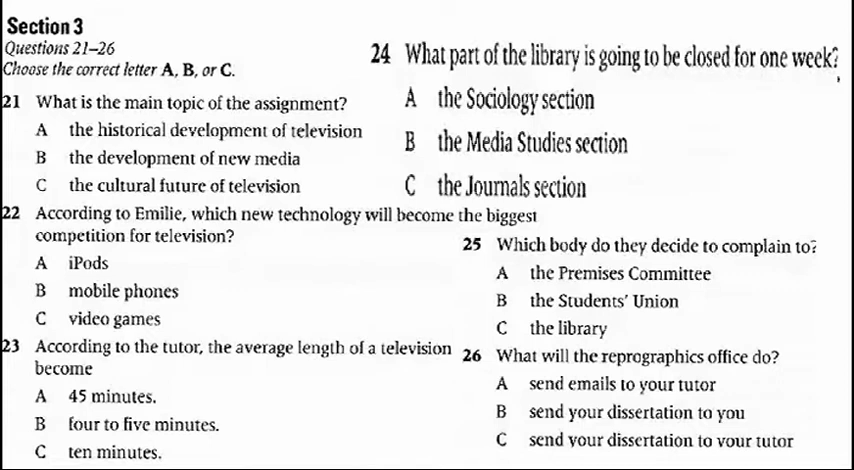 Section 3
Questions 21–26
Choose the correct letter A, B, or C.
21 What is the main topic of the assignment?
A the historical development of television
B the development of new media
C the cultural future of television
22 According to Emilie, which new technology will become the biggest
competition for television?
A iPods
B mobile phones
C video games
23 According to the tutor, the average length of a television
become
A 45 minutes.
B four to five minutes.
C ten minutes.
24 What part of the library is going to be closed for one week?
A the Sociology section
B the Media Studies section
C the Journals section
25 Which body do they decide to complain to?
A the Premises Committee
B the Students' Union
C the library
26 What will the reprographics office do?
A send emails to your tutor
B send your dissertation to you
C send your dissertation to your tutor